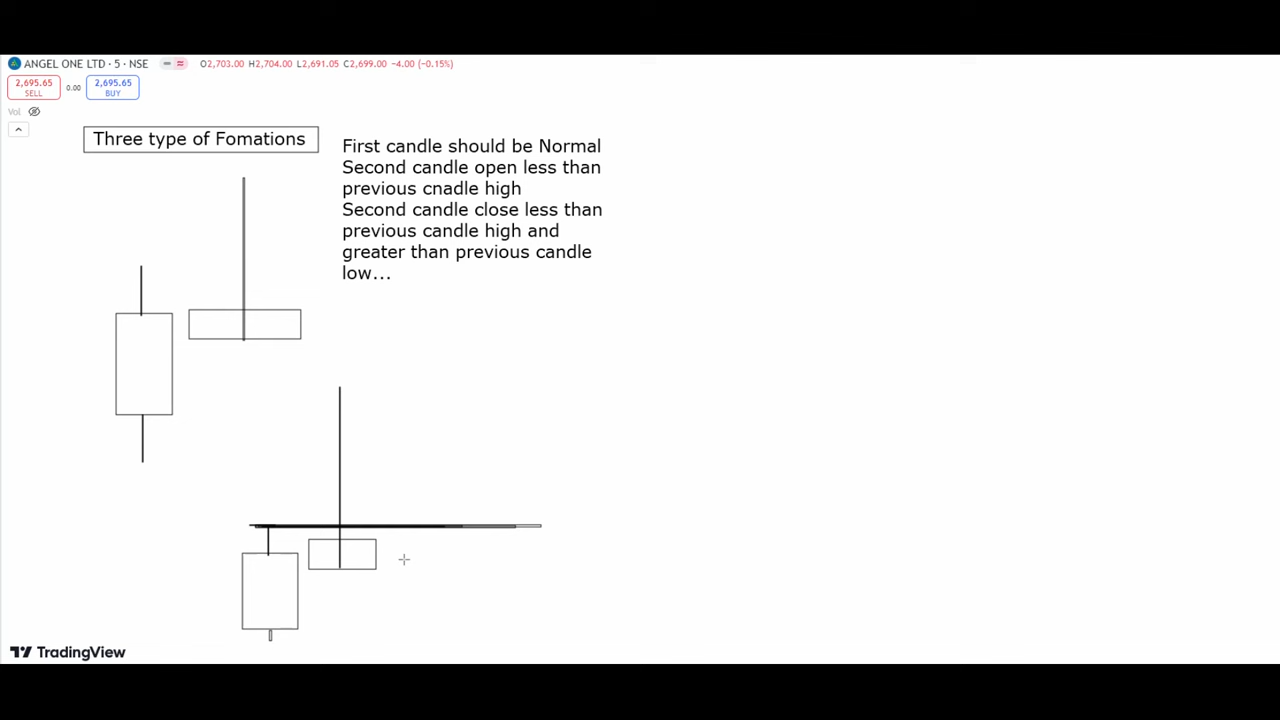 ANGEL ONE LTD · 5 · NSE O2,703.00 H2,704.00 L2,691.05 C2,699.00 −4.00 (−0.15%)
2,695.65 0.00 2,695.65
SELL BUY
Vol
Three type of Fomations
First candle should be Normal
Second candle open less than
previous cnadle high
Second candle close less than
previous candle high and
greater than previous candle
low...
TradingView